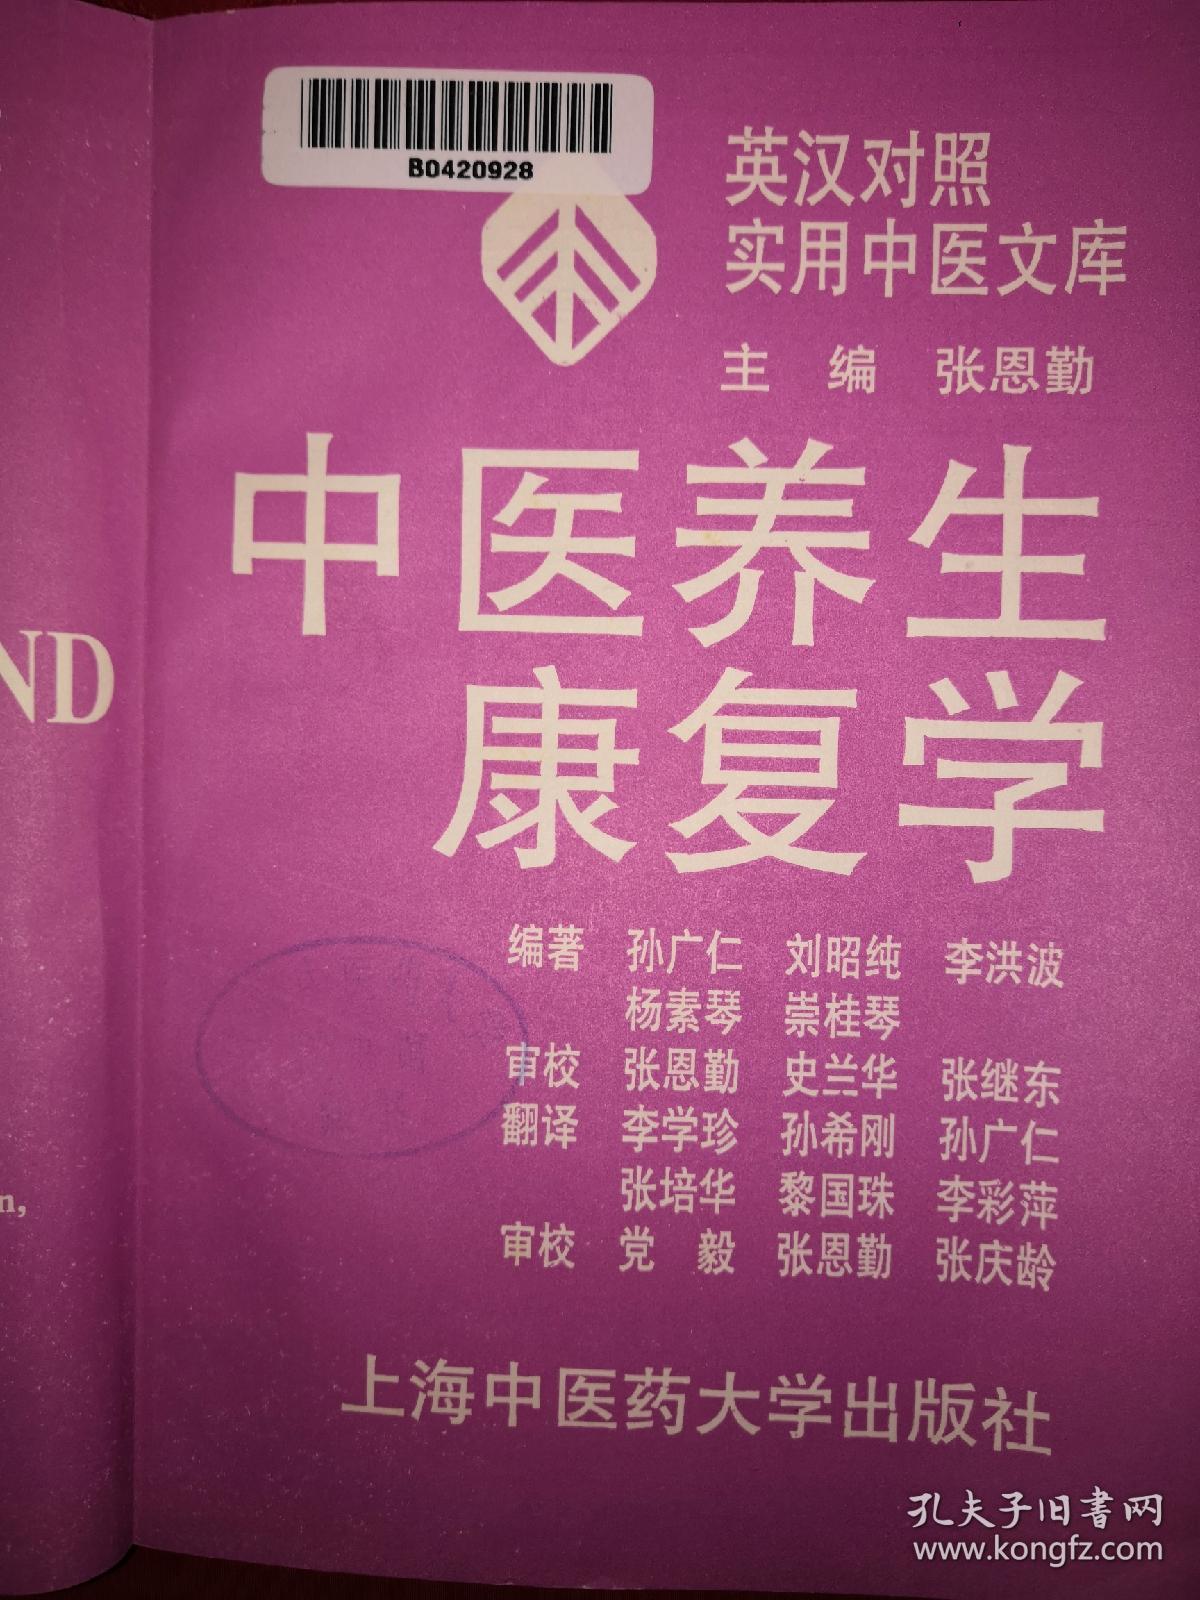 B0420928
英汉对照
实用中医文库
主 编 张恩勤
中医养生
康复学
ND
编著 孙广仁 刘昭纯 李洪波
杨素琴 崇桂琴
审校 张恩勤 史兰华 张继东
翻译 李学珍 孙希刚 孙广仁
张培华 黎国珠 李彩萍
n,
审校 党 毅 张恩勤 张庆龄
上海中医药大学出版社
孔夫子旧书网
www.kongfz.com